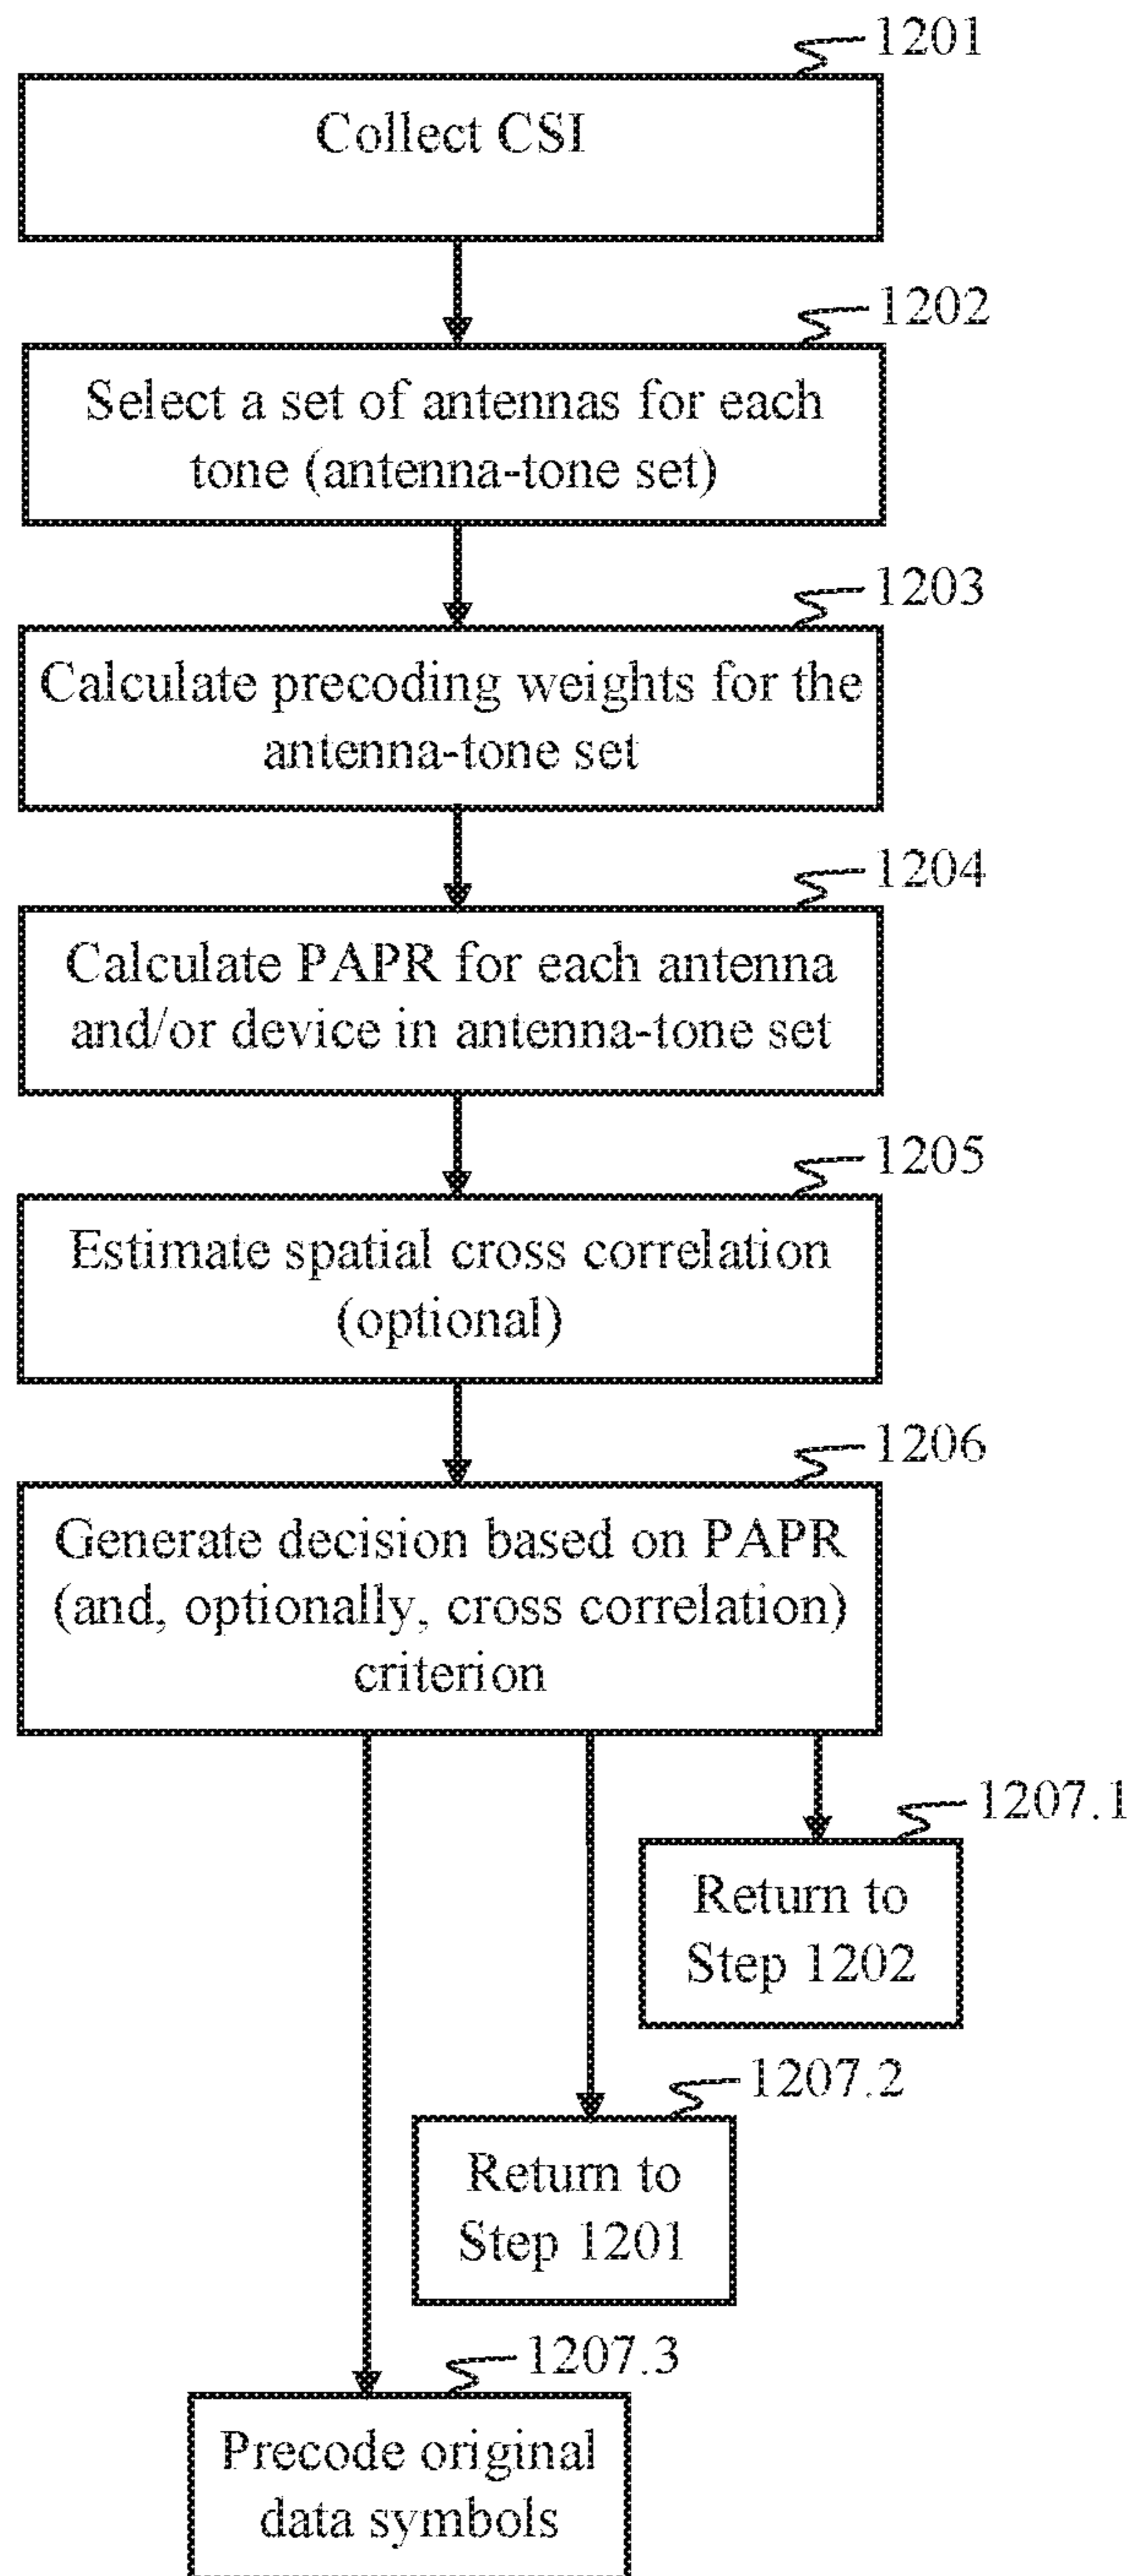 1201
Collect CSI
1202
Select a set of antennas for each
tone (antenna-tone set)
1203
Calculate precoding weights for the
antenna-tone set
1204
Calculate PAPR for each antenna
and/or device in antenna-tone set
1205
Estimate spatial cross correlation
(optional)
1206
Generate decision based on PAPR
(and, optionally, cross correlation)
criterion
1207.1
Return to
Step 1202
1207.2
Return to
Step 1201
1207.3
Precode original
data symbols